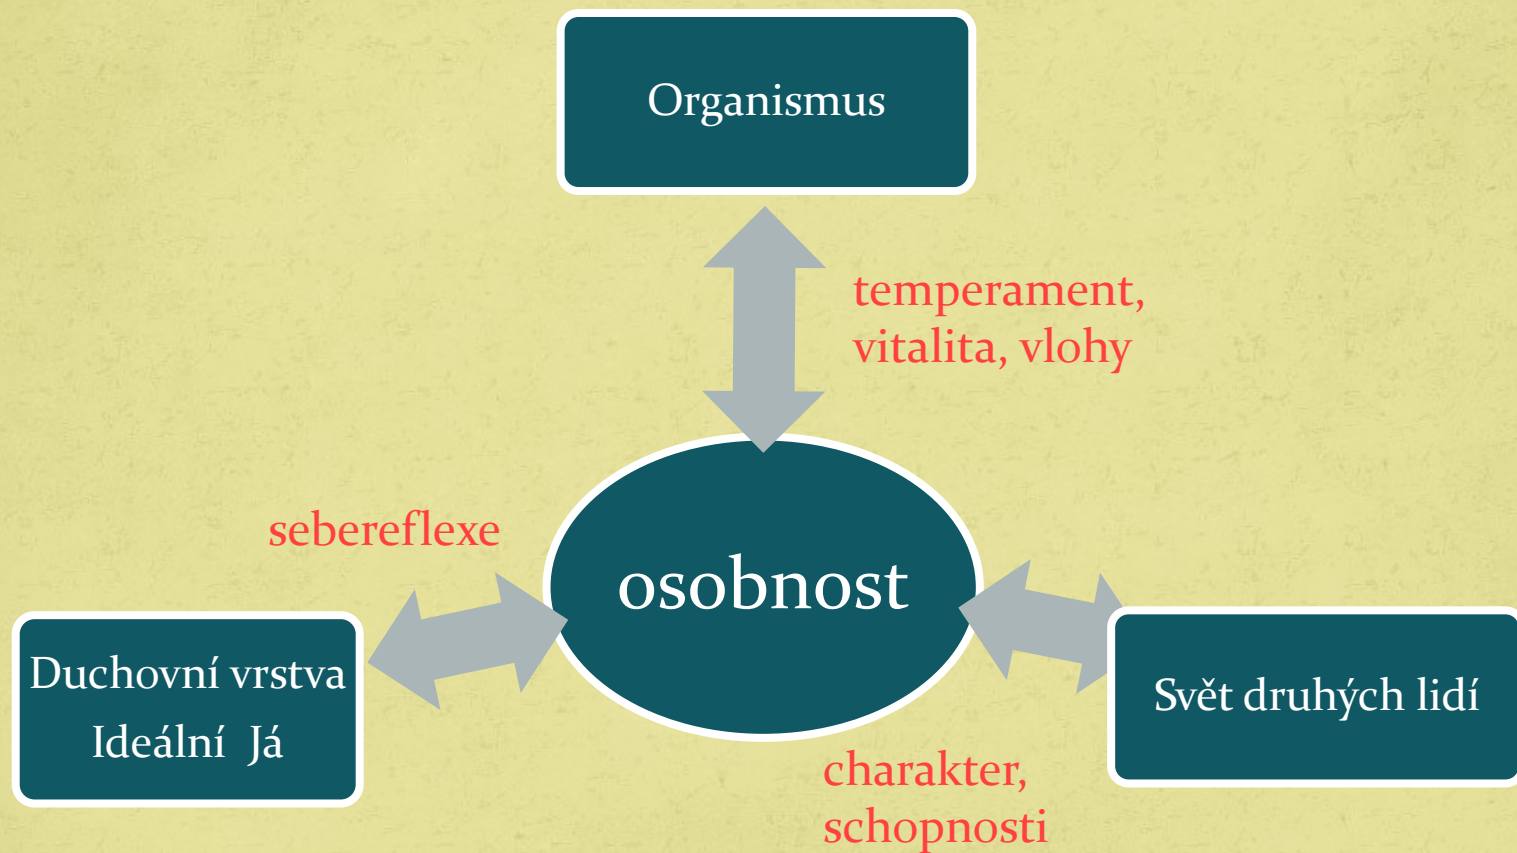 Organismus
temperament,
vitalita, vlohy
sebereflexe
osobnost
Duchovní vrstva
Ideální Já
Svět druhých lidí
charakter,
schopnosti